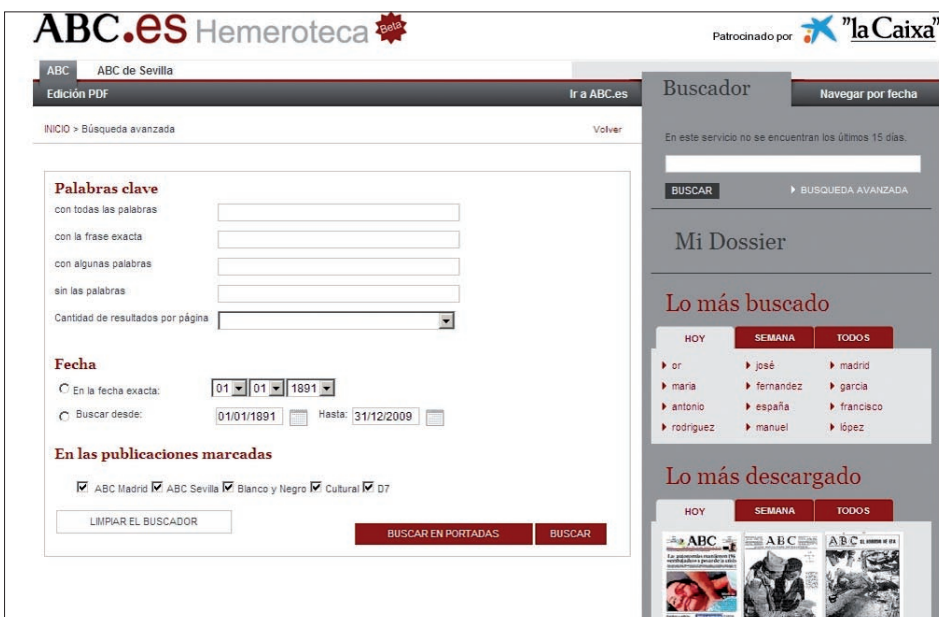 ABC.es Hemeroteca Beta
Patrocinado por "la Caixa"
ABC ABC de Sevilla
Edición PDF Ir a ABC.es
INICIO > Búsqueda avanzada Volver
Palabras clave
con todas las palabras
con la frase exacta
con algunas palabras
sin las palabras
Cantidad de resultados por página
Fecha
En la fecha exacta: 01 01 1891
Buscar desde: 01/01/1891 Hasta: 31/12/2009
En las publicaciones marcadas
ABC Madrid ABC Sevilla Blanco y Negro Cultural D7
LIMPIAR EL BUSCADOR
BUSCAR EN PORTADAS BUSCAR
Buscador Navegar por fecha
En este servicio no se encuentran los últimos 15 días.
BUSCAR BUSQUEDA AVANZADA
Mi Dossier
Lo más buscado
HOY SEMANA TODOS
or josé madrid
maria fernandez garcia
antonio españa francisco
rodriguez manuel lópez
Lo más descargado
HOY SEMANA TODOS
ABC ABC ABC